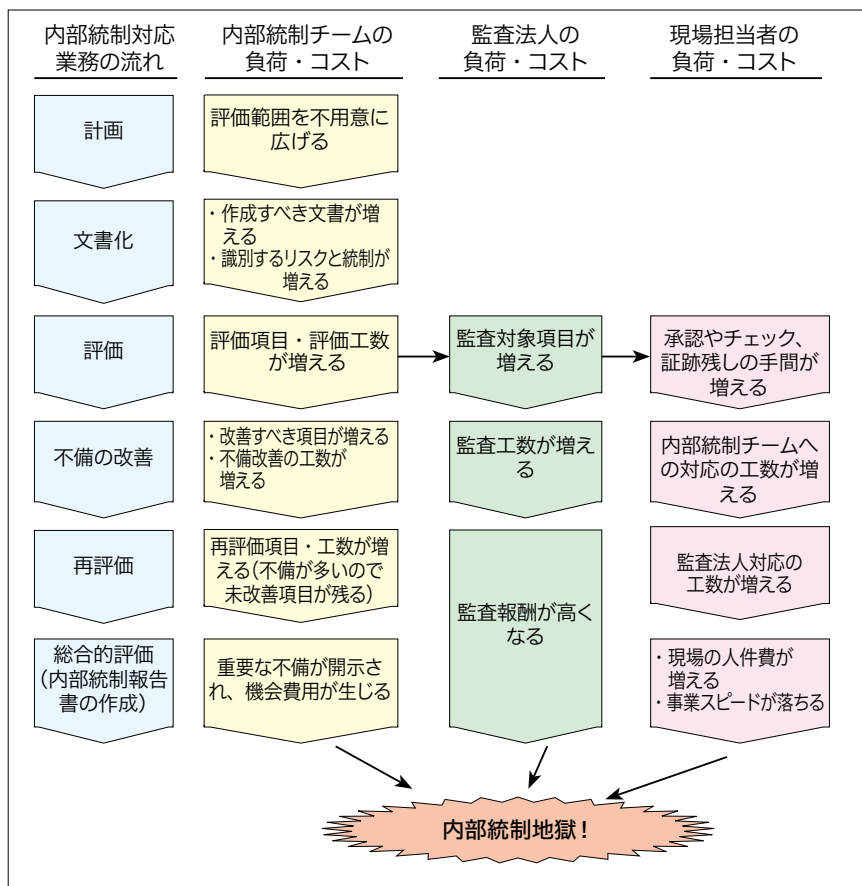 内部統制対応
業務の流れ
内部統制チームの
負荷・コスト
監査法人の
負荷・コスト
現場担当者の
負荷・コスト
計画
評価範囲を不用意に
広げる
文書化
・作成すべき文書が増
える
・識別するリスクと統制が
増える
評価
評価項目・評価工数
が増える
監査対象項目が
増える
承認やチェック、
証跡残しの手間が
増える
不備の改善
・改善すべき項目が増える
・不備改善の工数が
増える
監査工数が増え
る
内部統制チームへ
の対応の工数が増
える
再評価
再評価項目・工数が増
える(不備が多いので
未改善項目が残る)
監査報酬が高く
なる
監査法人対応の
工数が増える
総合的評価
(内部統制報告
書の作成)
重要な不備が開示さ
れ、機会費用が生じる
・現場の人件費が
増える
・事業スピードが落ちる
内部統制地獄!